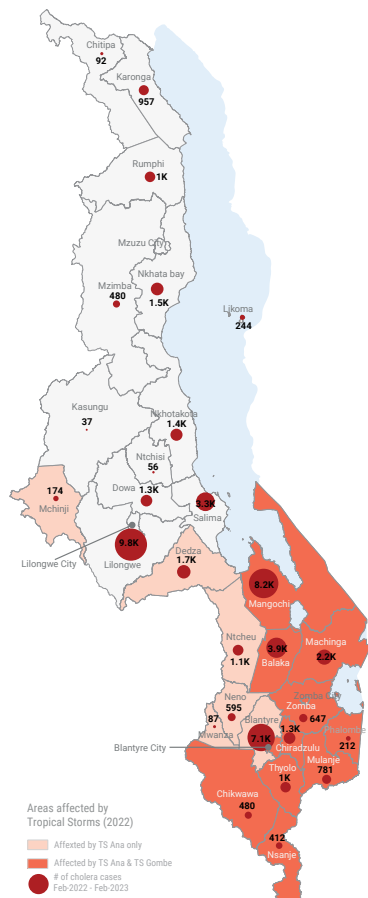 Chitipa
92
Karonga
957
Rumphi
1K
Mzuzu City
Nkhata bay
Mzimba
480
1.5K
Likoma
244
Kasungu
37
Nkhotakota
1.4K
Ntchisi
56
Dowa 1.3K
174
Mchinji
3.3K
Salima
9.8K
Lilongwe City
Lilongwe
Dedza
1.7K
8.2K
Mangochi
Ntcheu
1.1K
3.9K
Balaka
Machinga
2.2K
Neno
595
Zomba City
Zomba
647
87
Mwanza
Blantyre
7.1K
1.3K
Chiradzulu
Phalombe
212
Blantyre City
Thyolo
1K
Mulanje
781
Chikwawa
480
412
Nsanje
Areas affected by
Tropical Storms (2022)
Affexted by TS Ana only
Affected by TS Ana & TS Gombe
# of cholera cases
Feb-2022 - Feb-2023